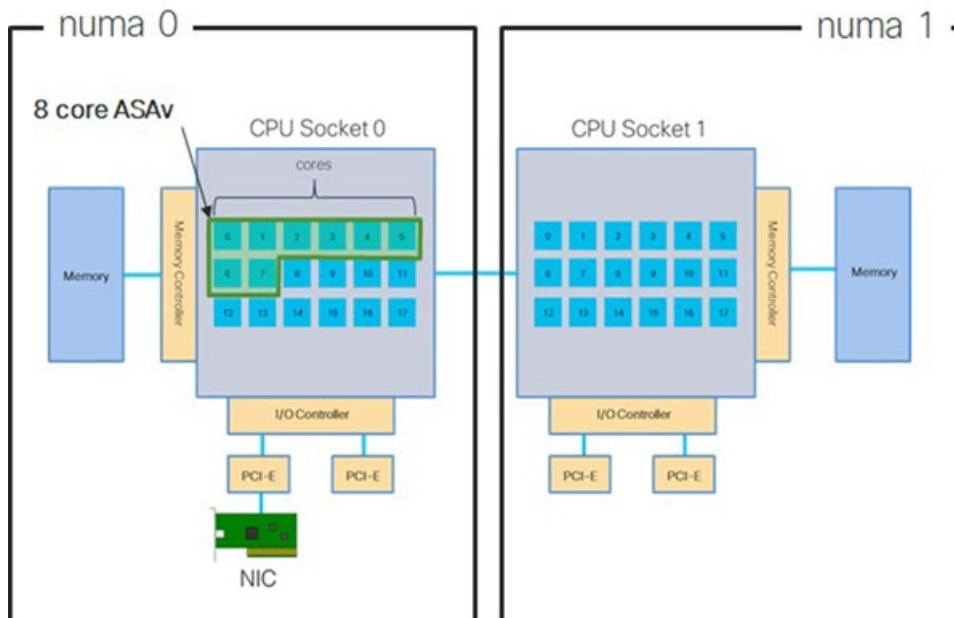 numa 0
numa 1
8 core ASAv
CPU Socket 0
CPU Socket 1
cores
0 1 2 3 4 5
6 7 8 9 10 11
12 13 14 15 16 17
0 1 2 3 4 5
6 7 8 9 10 11
12 13 14 15 16 17
Memory
Memory Controller
Memory Controller
Memory
I/O Controller
I/O Controller
PCI-E
PCI-E
PCI-E
PCI-E
NIC